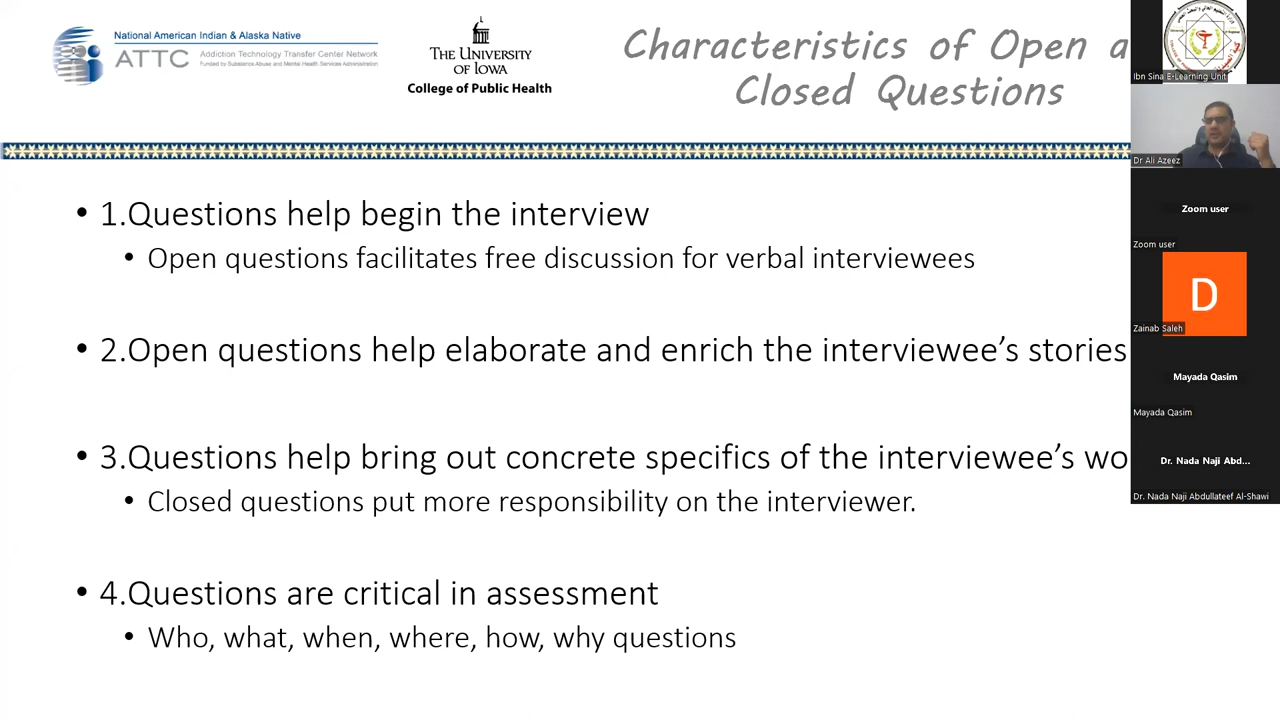 National American Indian & Alaska Native
ATTC Addiction Technology Transfer Center Network
Funded by Substance Abuse and Mental Health Services Administration
THE UNIVERSITY
OF IOWA
College of Public Health
Characteristics of Open a
Closed Questions
• 1.Questions help begin the interview
• Open questions facilitates free discussion for verbal interviewees
• 2.Open questions help elaborate and enrich the interviewee’s stories
• 3.Questions help bring out concrete specifics of the interviewee’s wo
• Closed questions put more responsibility on the interviewer.
• 4.Questions are critical in assessment
• Who, what, when, where, how, why questions
Ibn Sina E-Learning Unit
Dr Ali Azeez
Zoom user
Zoom user
D
Zainab Saleh
Mayada Qasim
Mayada Qasim
Dr. Nada Naji Abd...
Dr. Nada Naji Abdullateef Al-Shawi